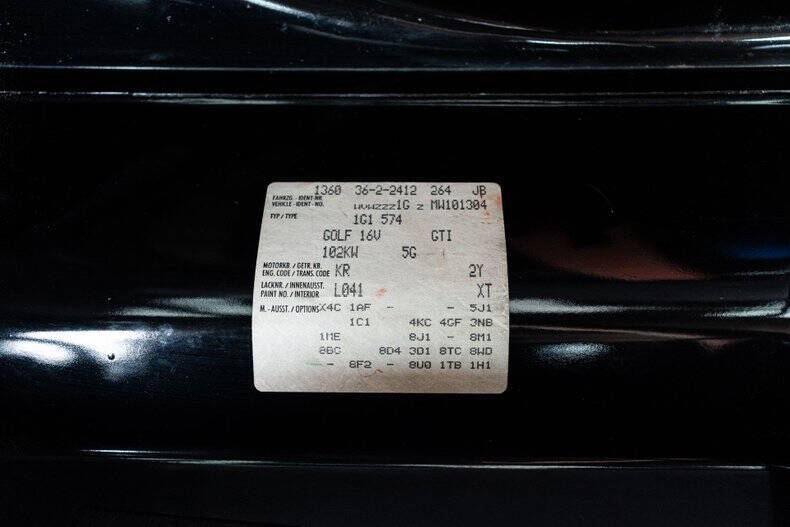 1360 36-2-2412 264 JB
FAHRZG.-IDENT-NR.
VEHICLE-IDENT-NO. WVWZZZ1G Z MW101304
TYP / TYPE 1G1 574
GOLF 16V GTI
102KW 5G
MOTORKB. / GETR. KB.
ENG. CODE / TRANS. CODE KR 2Y
LACKNR. / INNENAUSST.
PAINT NO. / INTERIOR L041 XT
M.-AUSST. / OPTIONS X4C 1AF - - 5J1
1C1 4KC 4GF 3NB
1ME 8J1 - 8M1
0BC 8D4 3D1 8TC 8WD
- 8F2 - 8U0 1TB 1H1